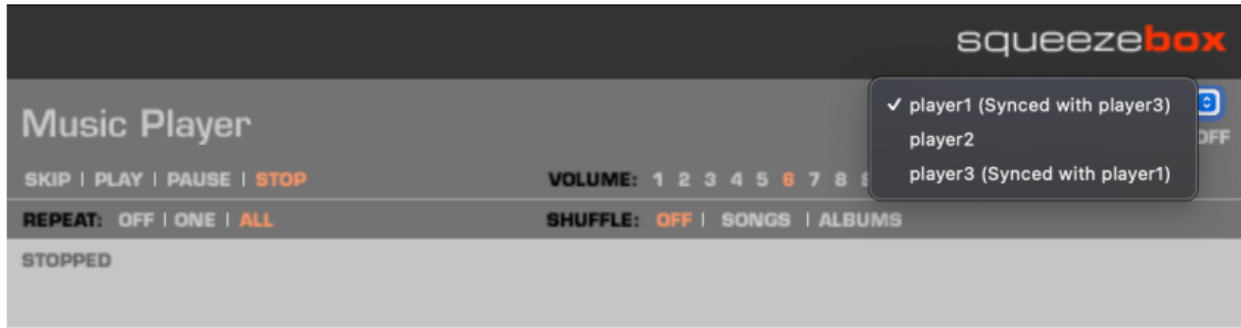 squeezebox
Music Player
✓ player1 (Synced with player3)
player2
player3 (Synced with player1)
OFF
SKIP | PLAY | PAUSE | STOP
VOLUME: 1 2 3 4 5 6 7 8
REPEAT: OFF | ONE | ALL
SHUFFLE: OFF | SONGS | ALBUMS
STOPPED